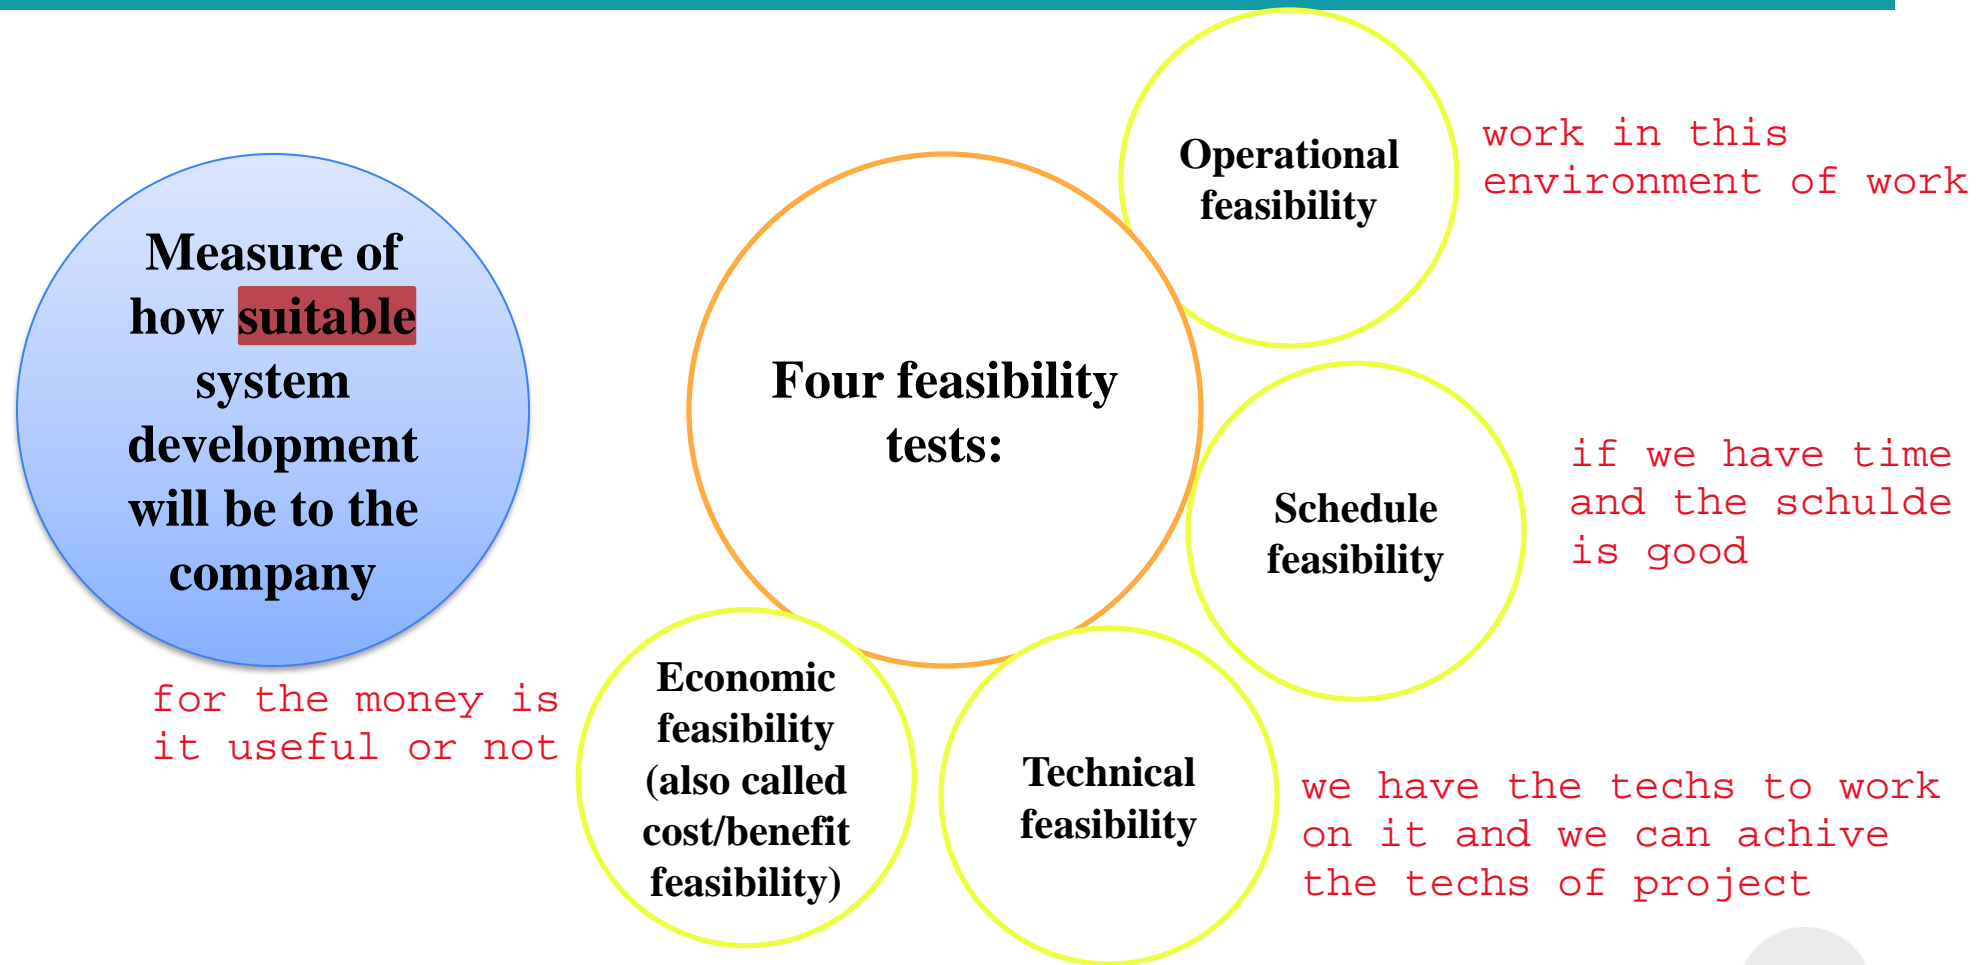 Measure of
how suitable
system
development
will be to the
company
Four feasibility
tests:
Operational
feasibility
work in this
environment of work
Schedule
feasibility
if we have time
and the schulde
is good
Technical
feasibility
we have the techs to work
on it and we can achive
the techs of project
Economic
feasibility
(also called
cost/benefit
feasibility)
for the money is
it useful or not